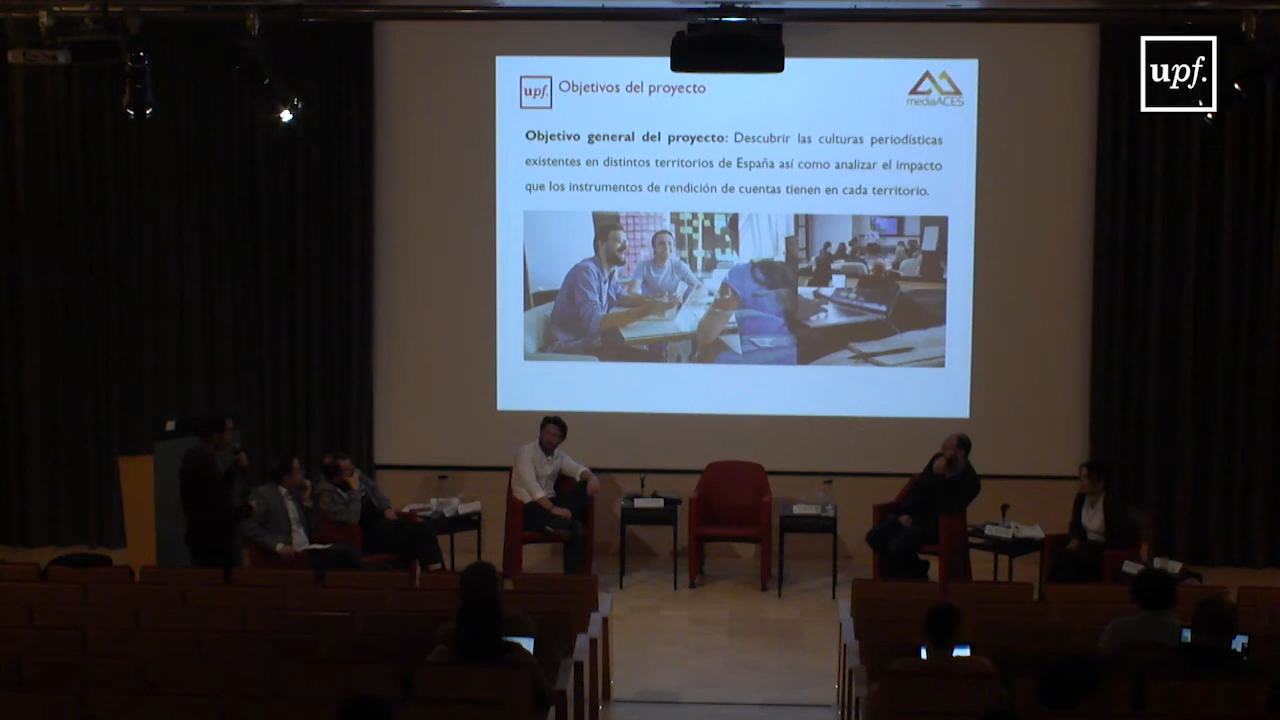 upf.
upf.
Objetivos del proyecto
mediaACES
Objetivo general del proyecto: Descubrir las culturas periodísticas
existentes en distintos territorios de España así como analizar el impacto
que los instrumentos de rendición de cuentas tienen en cada territorio.